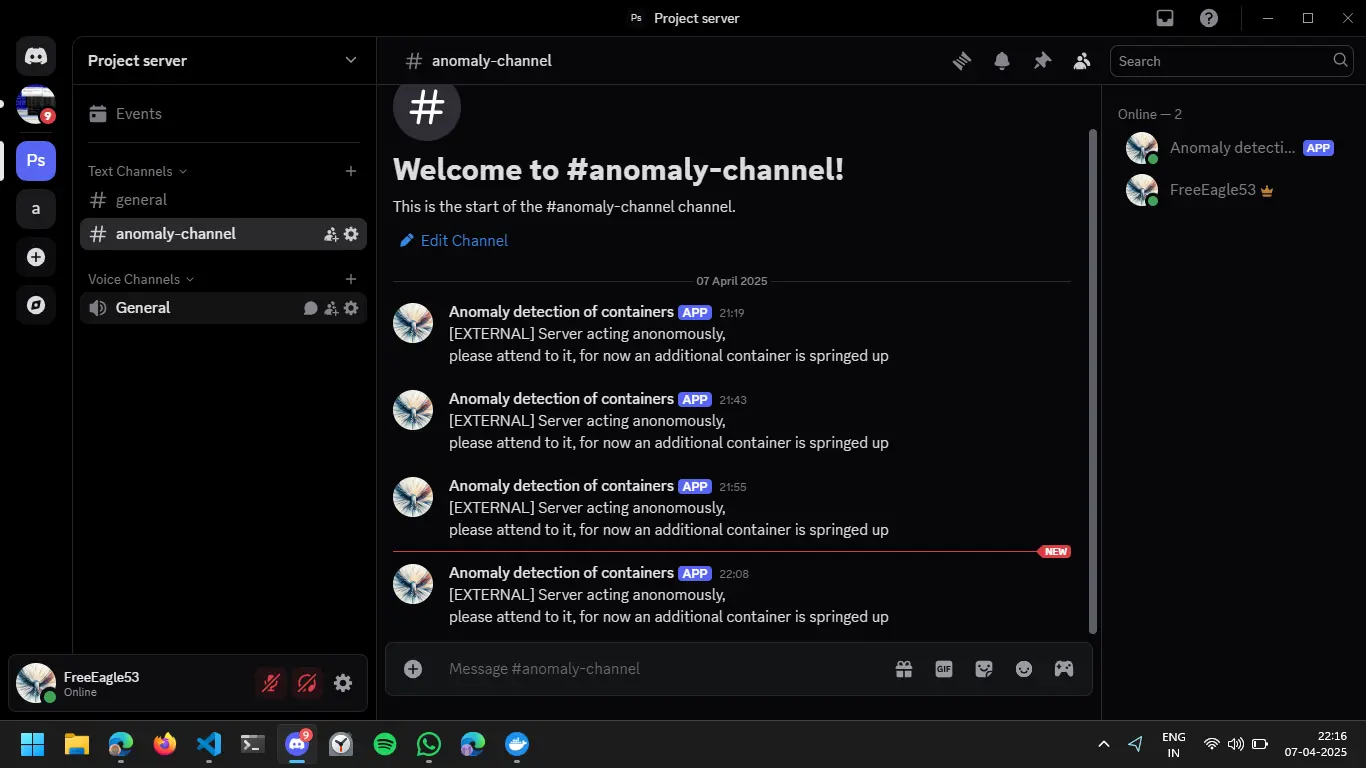 Ps Project server
Project server
# anomaly-channel
Search
9
Events
Ps
Text Channels
a
# general
# anomaly-channel
Voice Channels
General
#
Welcome to #anomaly-channel!
This is the start of the #anomaly-channel channel.
Edit Channel
07 April 2025
Anomaly detection of containers APP 21:19
[EXTERNAL] Server acting anonomously,
please attend to it, for now an additional container is springed up
Anomaly detection of containers APP 21:43
[EXTERNAL] Server acting anonomously,
please attend to it, for now an additional container is springed up
Anomaly detection of containers APP 21:55
[EXTERNAL] Server acting anonomously,
please attend to it, for now an additional container is springed up
NEW
Anomaly detection of containers APP 22:08
[EXTERNAL] Server acting anonomously,
please attend to it, for now an additional container is springed up
Message #anomaly-channel
GIF
Online — 2
Anomaly detecti... APP
FreeEagle53
FreeEagle53
Online
9
ENG
IN
22:16
07-04-2025